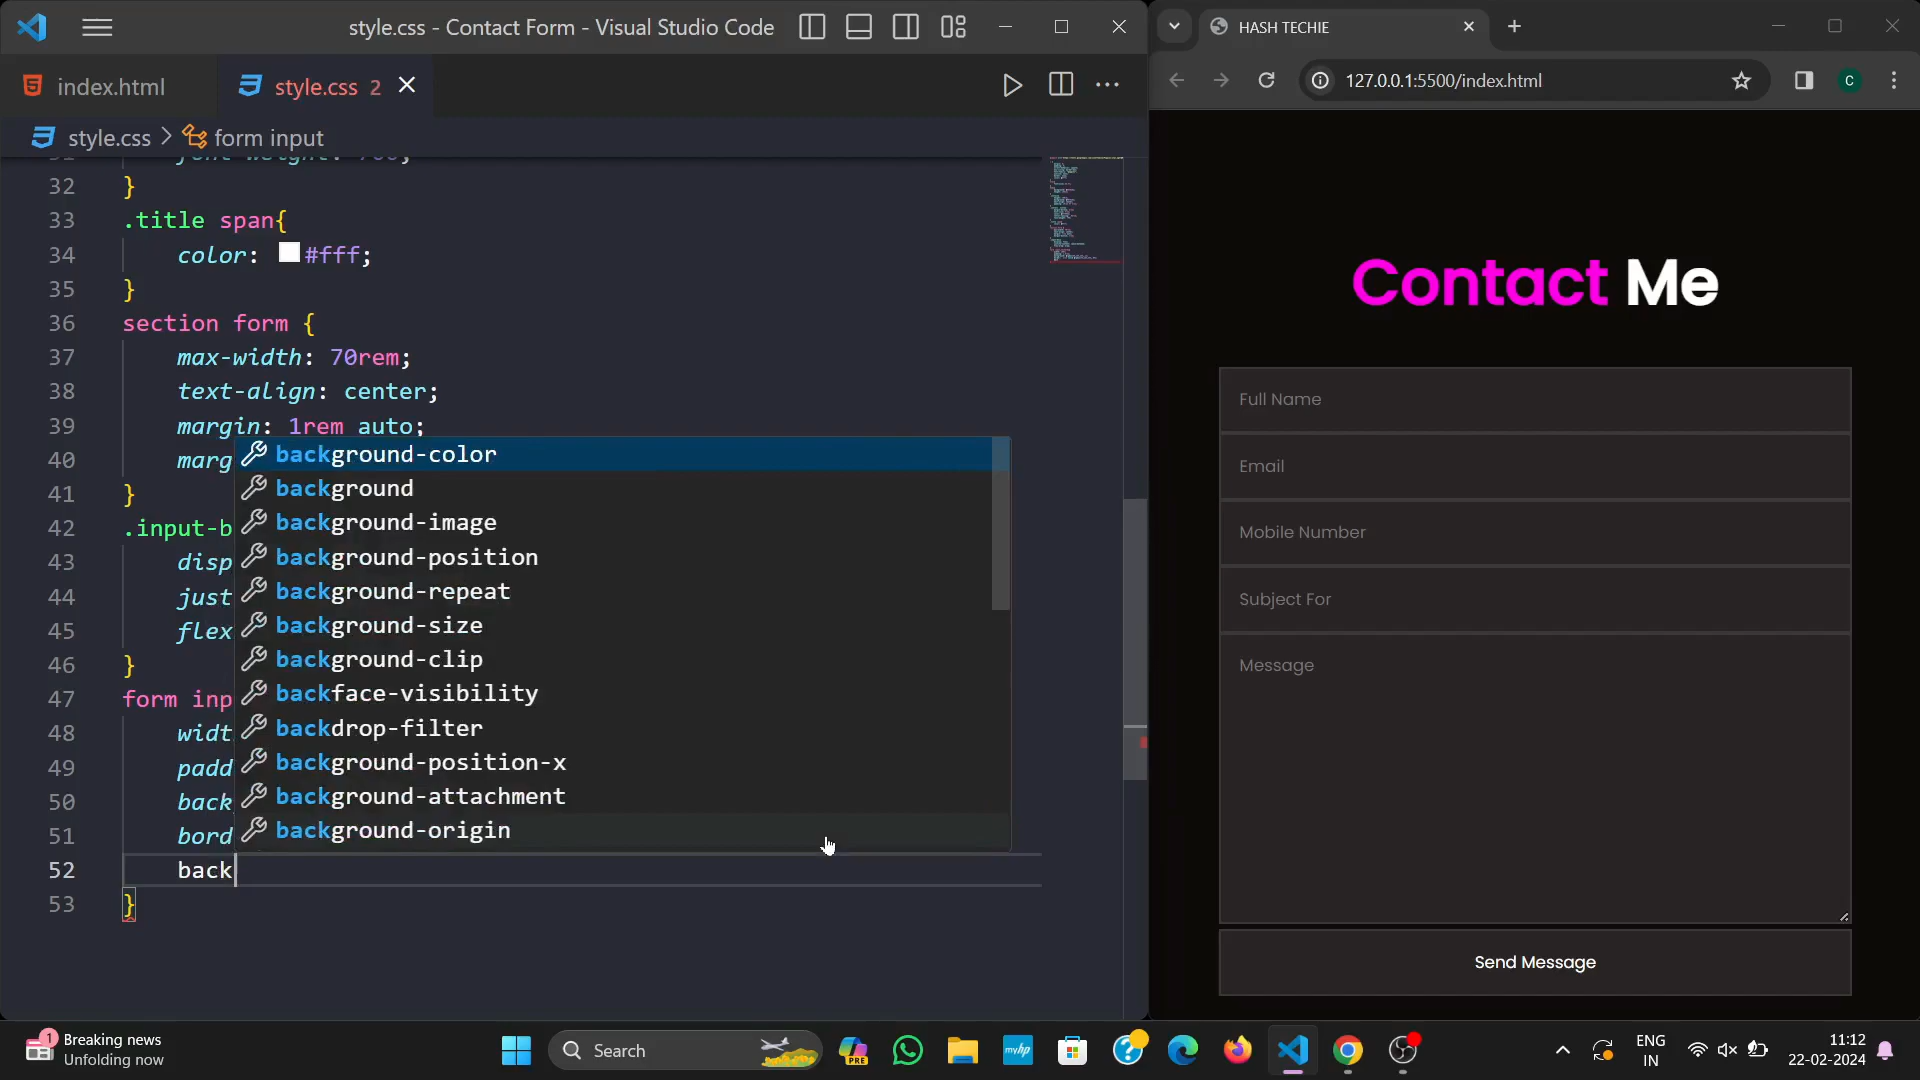 style.css - Contact Form - Visual Studio Code
index.html
style.css 2
style.css > form input
32 }
33 .title span{
34 color: #fff;
35 }
36 section form {
37 max-width: 70rem;
38 text-align: center;
39 margin: 1rem auto;
40 marg
41 }
42 .input-b
43 disp
44 just
45 flex
46 }
47 form inp
48 widt
49 padd
50 back
51 bord
52 back
53 }
background-color
background
background-image
background-position
background-repeat
background-size
background-clip
backface-visibility
backdrop-filter
background-position-x
background-attachment
background-origin
HASH TECHIE
127.0.0.1:5500/index.html
C
Contact Me
Full Name
Email
Mobile Number
Subject For
Message
Send Message
1
Breaking news
Unfolding now
Search
PRE
myhp
ENG
IN
11:12
22-02-2024